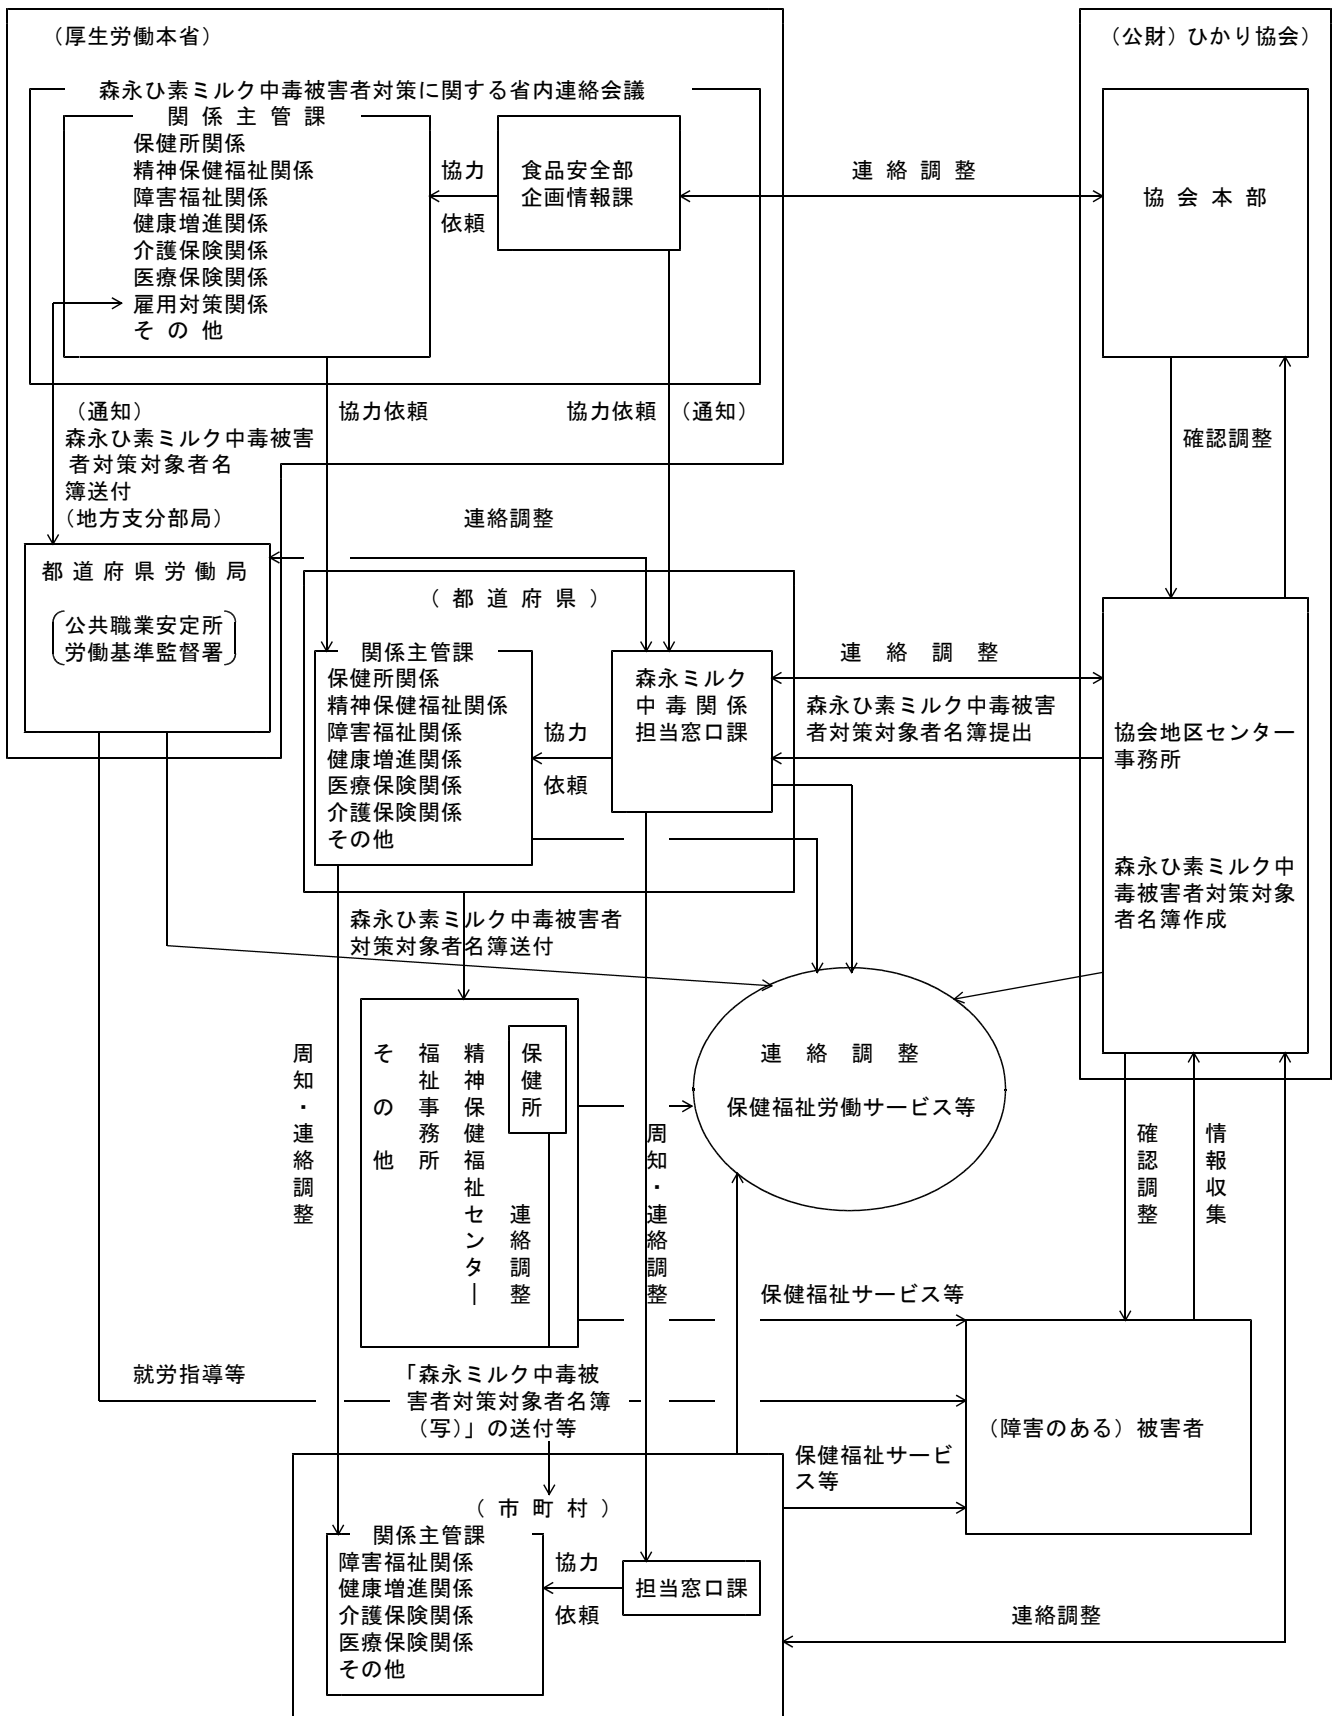 （厚生労働本省）
森永ひ素ミルク中毒被害者対策に関する省内連絡会議
関係主管課
保健所関係
精神保健福祉関係
障害福祉関係
健康増進関係
介護保険関係
医療保険関係
雇用対策関係
その他
協力
依頼
食品安全部
企画情報課
連絡調整
（公財）ひかり協会）
協会本部
（通知）
森永ひ素ミルク中毒被害
者対策対象者名
簿送付
（地方支分部局）
協力依頼
協力依頼
（通知）
確認調整
連絡調整
都道府県労働局
公共職業安定所
労働基準監督署
（都道府県）
関係主管課
保健所関係
精神保健福祉関係
障害福祉関係
健康増進関係
医療保険関係
介護保険関係
その他
協力
依頼
森永ミルク
中毒関係
担当窓口課
連絡調整
森永ひ素ミルク中毒被害
者対策対象者名簿提出
協会地区センター
事務所
森永ひ素ミルク中
毒被害者対策対象
者名簿作成
森永ひ素ミルク中毒被害者
対策対象者名簿送付
周知・連絡調整
その他
福祉事務所
精神保健福祉センター
保健所
連絡調整
周知・連絡調整
連絡調整
保健福祉労働サービス等
確認調整
情報収集
保健福祉サービス等
就労指導等
「森永ミルク中毒被
害者対策対象者名簿
（写）」の送付等
（障害のある）被害者
保健福祉サービ
ス等
（市町村）
関係主管課
障害福祉関係
健康増進関係
介護保険関係
医療保険関係
その他
協力
依頼
担当窓口課
連絡調整